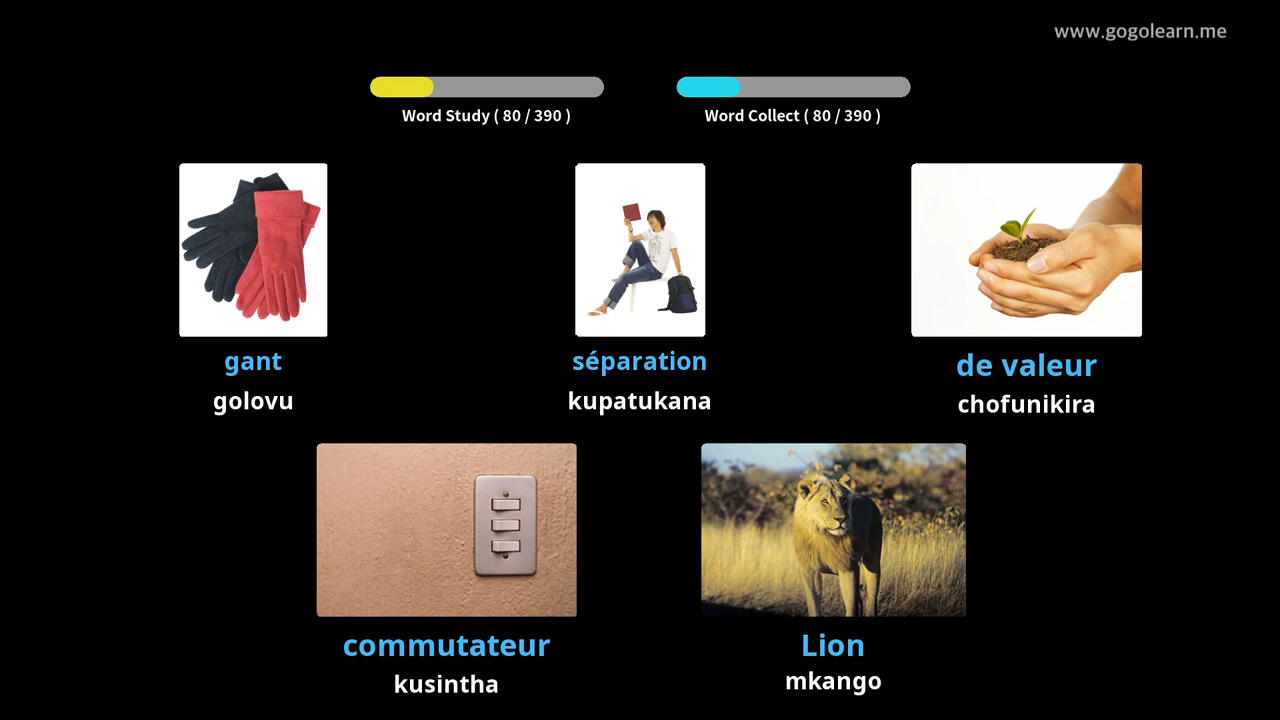 www.gogolearn.me
Word Study ( 80 / 390 )
Word Collect ( 80 / 390 )
gant
golovu
séparation
kupatukana
de valeur
chofunikira
commutateur
kusintha
Lion
mkango